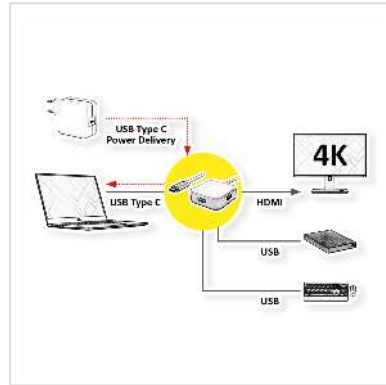 USB Type C
Power Delivery
4K
USB Type C
HDMI
USB
USB